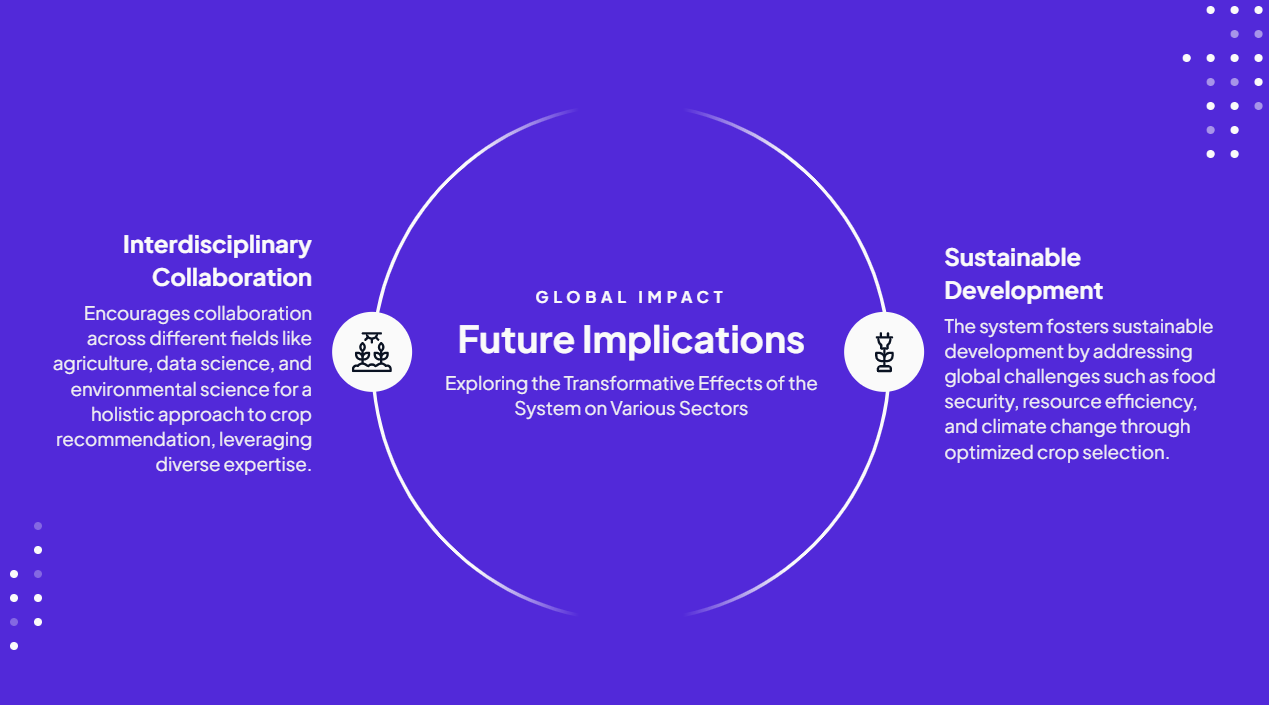 Interdisciplinary
Collaboration
Encourages collaboration
across different fields like
agriculture, data science, and
environmental science for a
holistic approach to crop
recommendation, leveraging
diverse expertise.
GLOBAL IMPACT
Future Implications
Exploring the Transformative Effects of the
System on Various Sectors
Sustainable
Development
The system fosters sustainable
development by addressing
global challenges such as food
security, resource efficiency,
and climate change through
optimized crop selection.